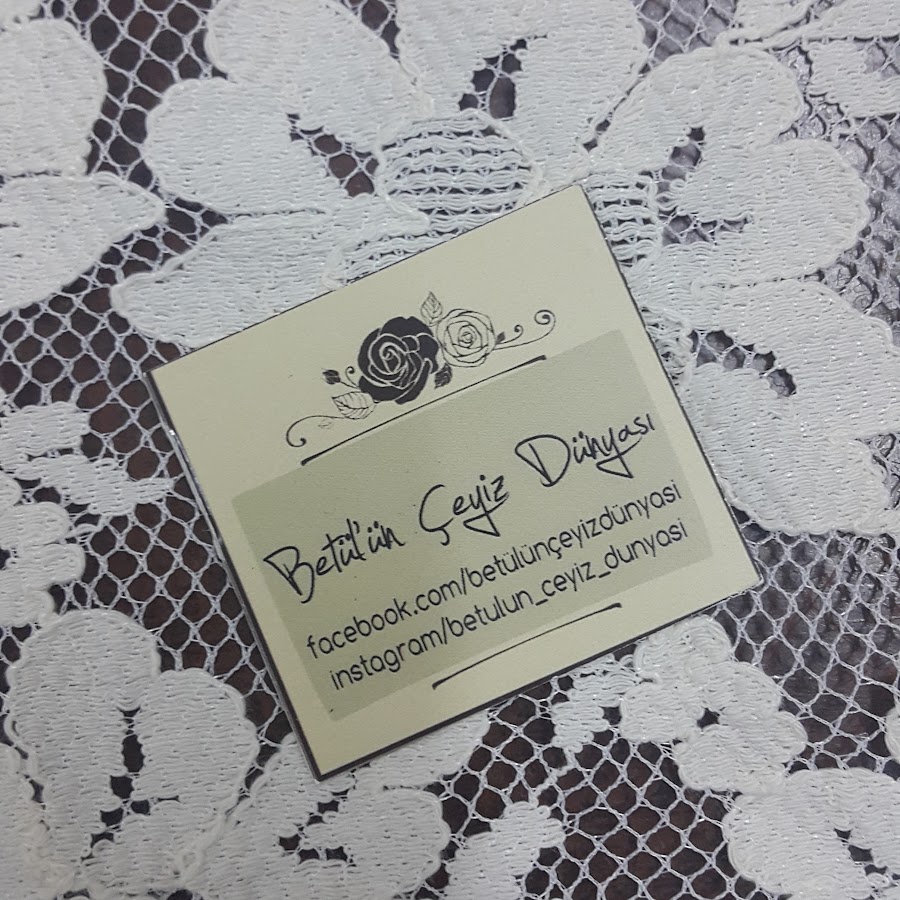 Betül'ün Çeyiz Dünyası
facebook.com/betülünçeyizdünyasi
instagram/betulun_ceyiz_dunyasi